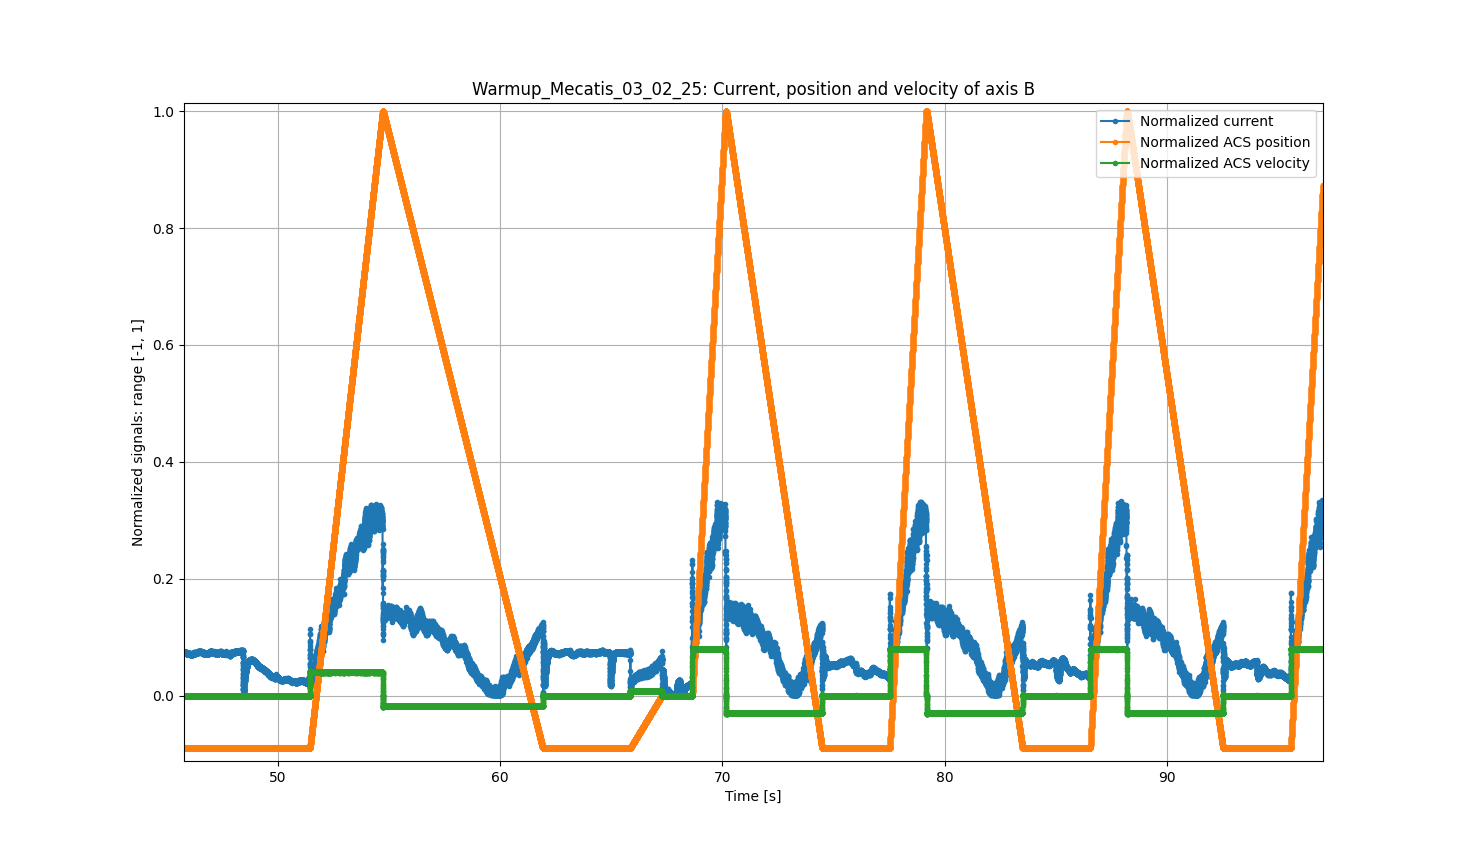 Warmup_Mecatis_03_02_25: Current, position and velocity of axis B
Normalized current
Normalized ACS position
Normalized ACS velocity
Normalized signals: range [-1, 1]
1.0
0.8
0.6
0.4
0.2
0.0
50 60 70 80 90
Time [s]